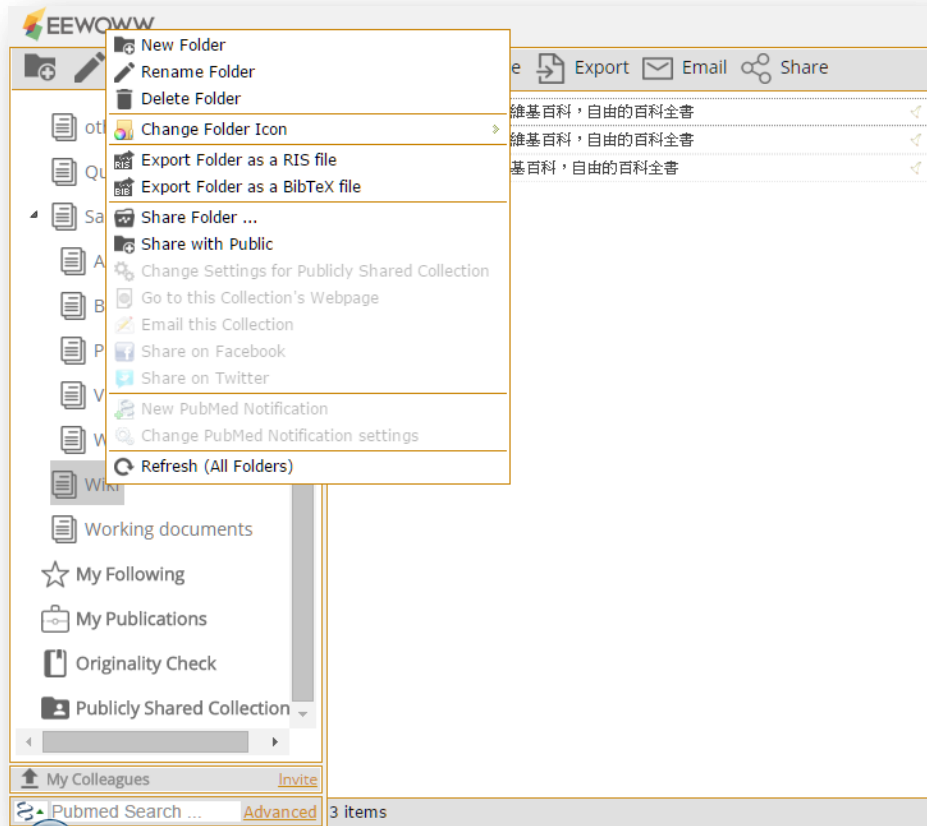 EEWOWW
New Folder
Rename Folder
Delete Folder
Change Folder Icon
RIS Export Folder as a RIS file
BIB Export Folder as a BibTeX file
Share Folder ...
Share with Public
Change Settings for Publicly Shared Collection
Go to this Collection's Webpage
Email this Collection
Share on Facebook
Share on Twitter
New PubMed Notification
Change PubMed Notification settings
Refresh (All Folders)
Export Email Share
維基百科，自由的百科全書
維基百科，自由的百科全書
基百科，自由的百科全書
Qu
Sa
A
B
P
V
W
Wiki
Working documents
My Following
My Publications
Originality Check
Publicly Shared Collection
My Colleagues Invite
Pubmed Search ... Advanced 3 items